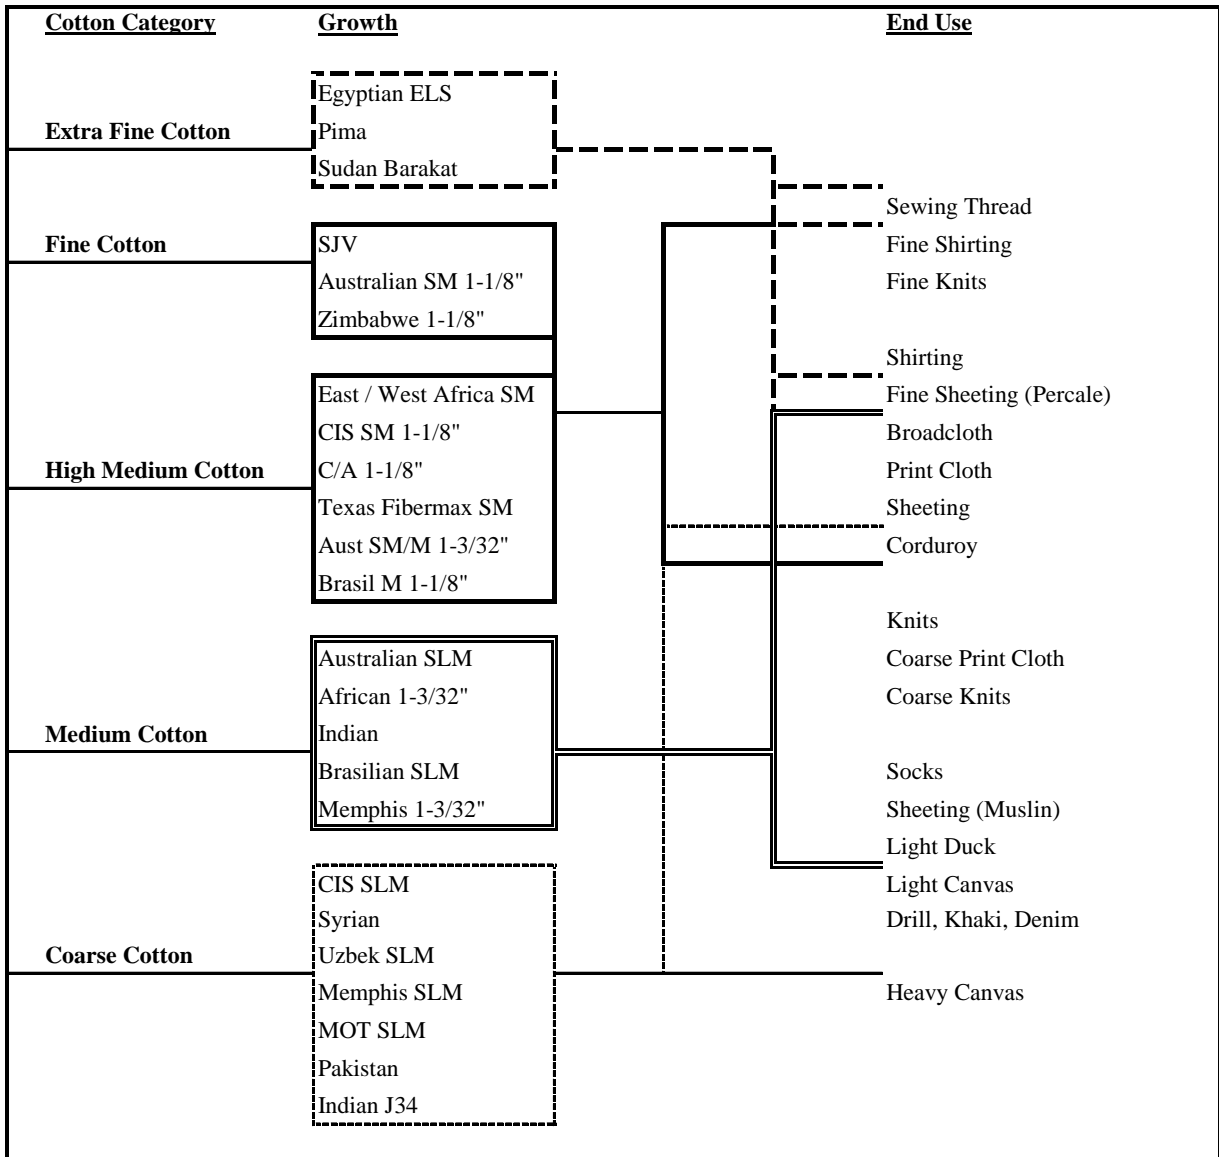 Cotton Category Growth End Use
Egyptian ELS
Extra Fine Cotton Pima
Sudan Barakat
Sewing Thread
Fine Cotton SJV Fine Shirting
Australian SM 1-1/8" Fine Knits
Zimbabwe 1-1/8"
Shirting
East / West Africa SM Fine Sheeting (Percale)
CIS SM 1-1/8" Broadcloth
High Medium Cotton C/A 1-1/8" Print Cloth
Texas Fibermax SM Sheeting
Aust SM/M 1-3/32" Corduroy
Brasil M 1-1/8"
Knits
Australian SLM Coarse Print Cloth
African 1-3/32" Coarse Knits
Medium Cotton Indian
Brasilian SLM Socks
Memphis 1-3/32" Sheeting (Muslin)
Light Duck
CIS SLM Light Canvas
Syrian Drill, Khaki, Denim
Coarse Cotton Uzbek SLM
Memphis SLM Heavy Canvas
MOT SLM
Pakistan
Indian J34